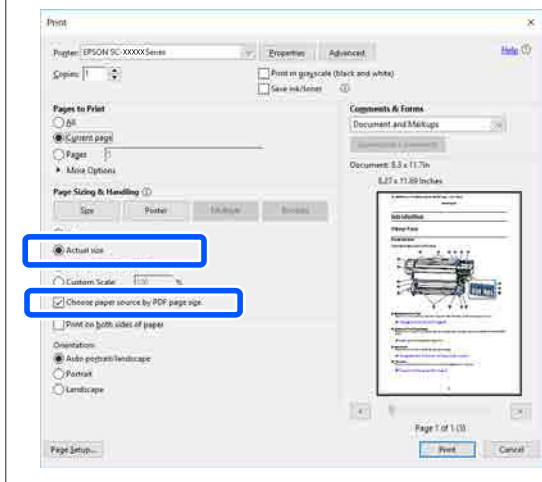 Print
Printer: EPSON SC-XXXXX Series Properties Advanced Help
Copies: 1 Print in grayscale (black and white)
Save ink/toner
Pages to Print Comments & Forms
All Document and Markups
Current page
Pages
More Options Document: 8.3 x 11.7in
Page Sizing & Handling 8.27 x 11.69 Inches
Size Poster Multiple Booklet
Introduction
Actual size
Custom Scale: 100 %
Choose paper source by PDF page size
Print on both sides of paper
Orientation:
Auto portrait/landscape
Portrait
Landscape
Page 1 of 1 (3)
Page Setup... Print Cancel